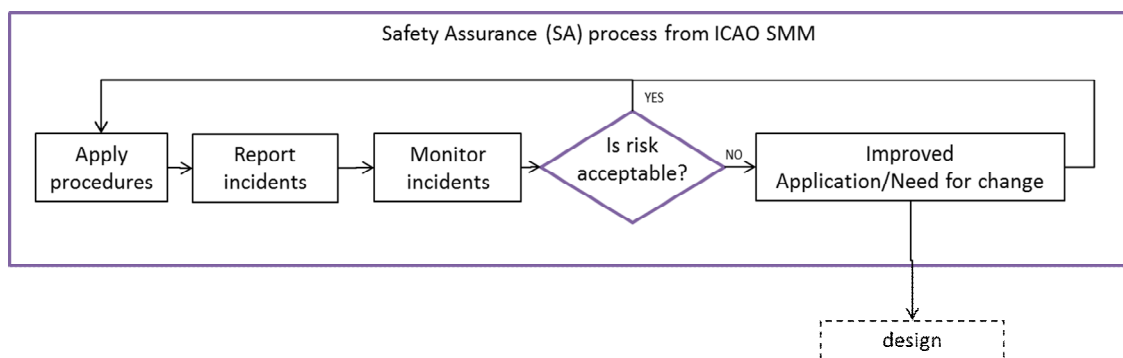 Safety Assurance (SA) process from ICAO SMM
YES
Apply
procedures
Report
incidents
Monitor
incidents
Is risk
acceptable?
NO
Improved
Application/Need for change
design